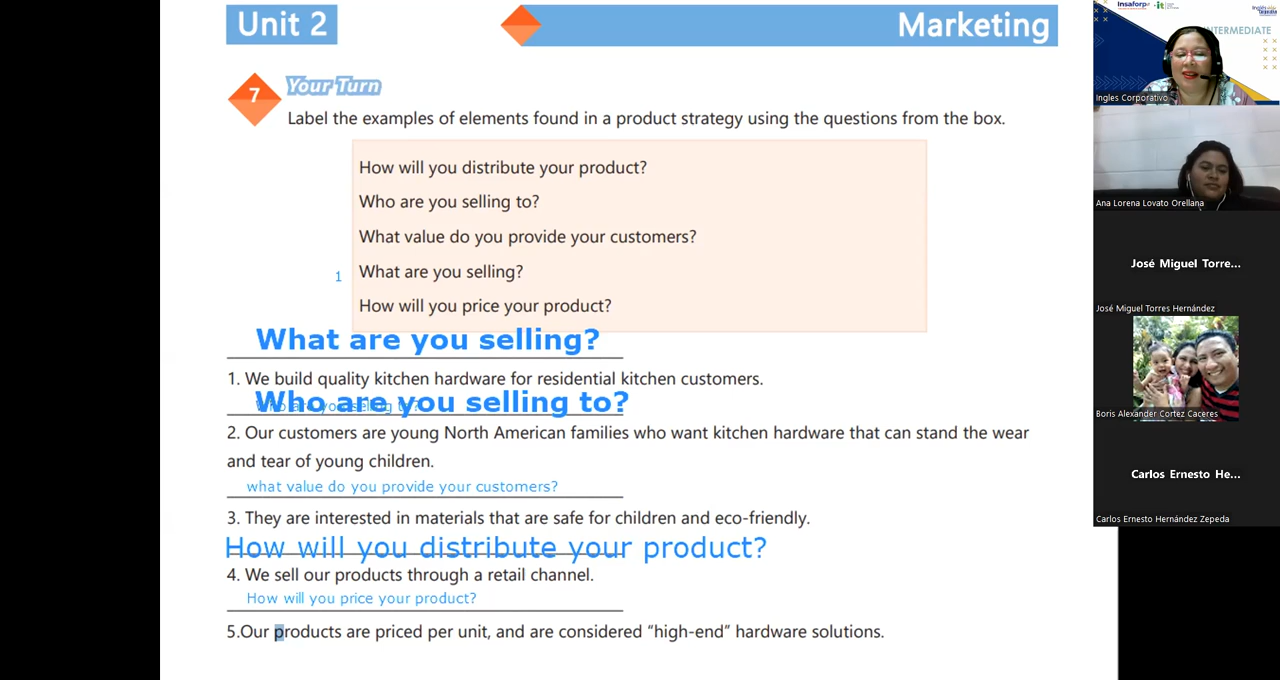 Unit 2
Marketing
7
Your Turn
Label the examples of elements found in a product strategy using the questions from the box.
How will you distribute your product?
Who are you selling to?
What value do you provide your customers?
1
What are you selling?
How will you price your product?
What are you selling?
1. We build quality kitchen hardware for residential kitchen customers.
Who are you selling to?
Who are you selling to?
2. Our customers are young North American families who want kitchen hardware that can stand the wear
and tear of young children.
what value do you provide your customers?
3. They are interested in materials that are safe for children and eco-friendly.
How will you distribute your product?
4. We sell our products through a retail channel.
How will you price your product?
5.Our products are priced per unit, and are considered “high-end” hardware solutions.
Insaforp
it
INTERMEDIATE
Ingles Corporativo
Ana Lorena Lovato Orellana
José Miguel Torre...
José Miguel Torres Hernández
Boris Alexander Cortez Caceres
Carlos Ernesto He...
Carlos Ernesto Hernández Zepeda